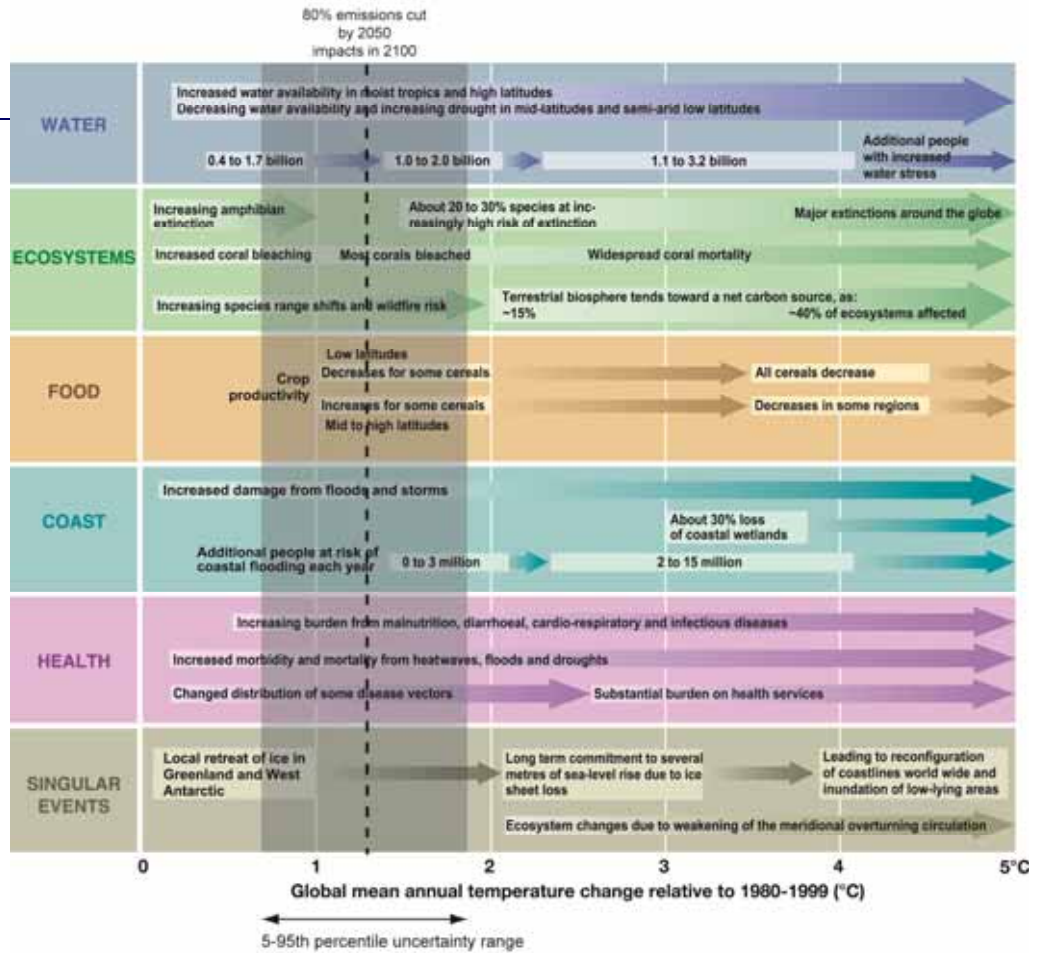 80% emissions cut
by 2050
impacts in 2100
WATER
Increased water availability in moist tropics and high latitudes
Decreasing water availability and increasing drought in mid-latitudes and semi-arid low latitudes
0.4 to 1.7 billion
1.0 to 2.0 billion
1.1 to 3.2 billion
Additional people
with increased
water stress
ECOSYSTEMS
Increasing amphibian
extinction
About 20 to 30% species at inc-
reasingly high risk of extinction
Major extinctions around the globe
Increased coral bleaching
Most corals bleached
Widespread coral mortality
Increasing species range shifts and wildfire risk
Terrestrial biosphere tends toward a net carbon source, as:
~15%
~40% of ecosystems affected
FOOD
Crop
productivity
Low latitudes
Decreases for some cereals
All cereals decrease
Increases for some cereals
Mid to high latitudes
Decreases in some regions
COAST
Increased damage from floods and storms
About 30% loss
of coastal wetlands
Additional people at risk of
coastal flooding each year
0 to 3 million
2 to 15 million
HEALTH
Increasing burden from malnutrition, diarrhoeal, cardio-respiratory and infectious diseases
Increased morbidity and mortality from heatwaves, floods and droughts
Changed distribution of some disease vectors
Substantial burden on health services
SINGULAR
EVENTS
Local retreat of ice in
Greenland and West
Antarctic
Long term commitment to several
metres of sea-level rise due to ice
sheet loss
Leading to reconfiguration
of coastlines world wide and
inundation of low-lying areas
Ecosystem changes due to weakening of the meridional overturning circulation
0 1 2 3 4 5°C
Global mean annual temperature change relative to 1980-1999 (°C)
5-95th percentile uncertainty range